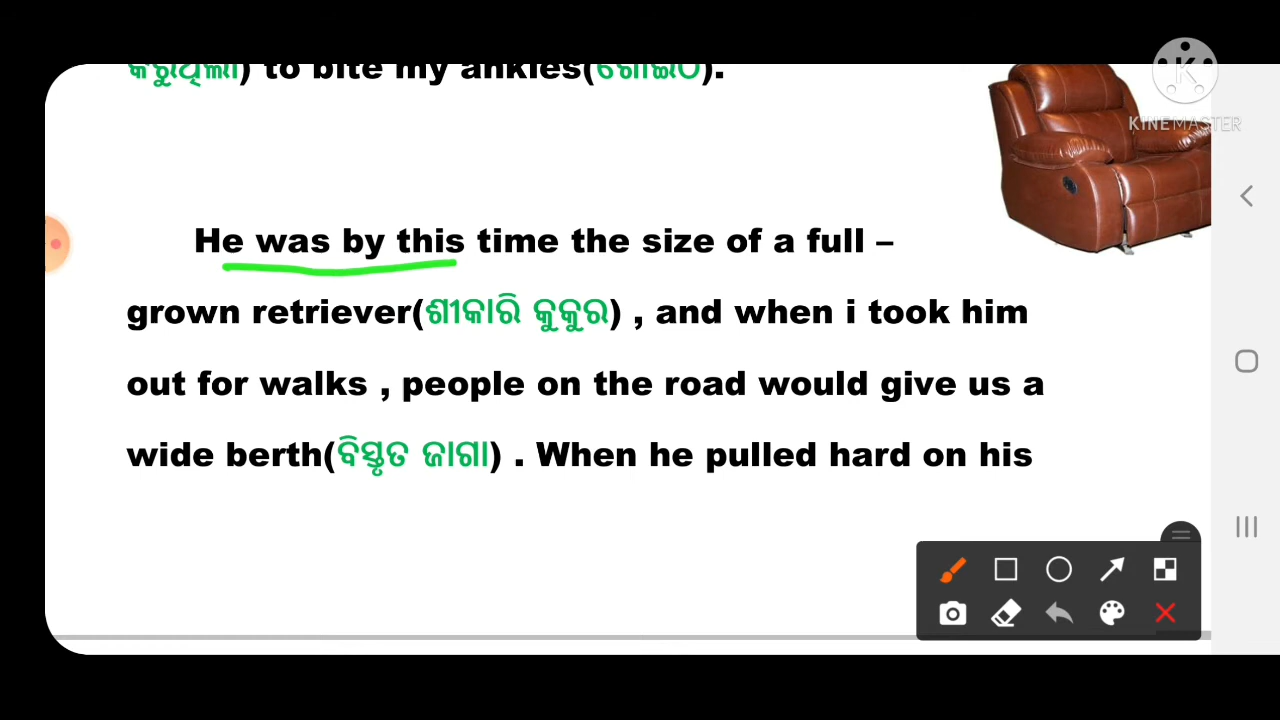 କରୁଥିଲା) to bite my ankles(ଗୋଇଠି).
KINEMASTER
He was by this time the size of a full –
grown retriever(ଶୀକାରି କୁକୁର) , and when i took him
out for walks , people on the road would give us a
wide berth(ବିସ୍ତୃତ ଜାଗା) . When he pulled hard on his